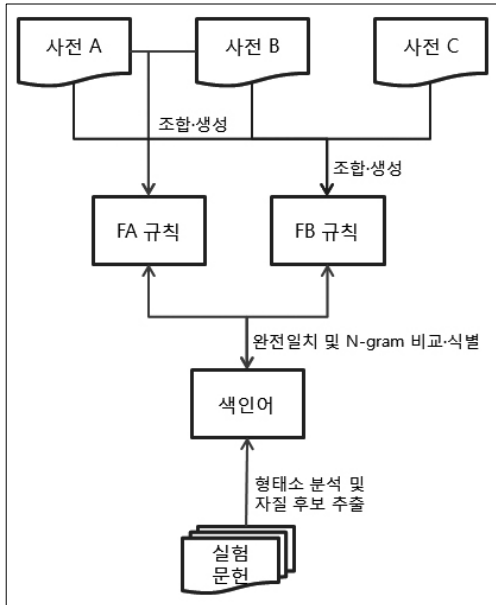 사전 A
사전 B
사전 C
조합·생성
조합·생성
FA 규칙
FB 규칙
완전일치 및 N-gram 비교·식별
색인어
형태소 분석 및
자질 후보 추출
실험
문헌